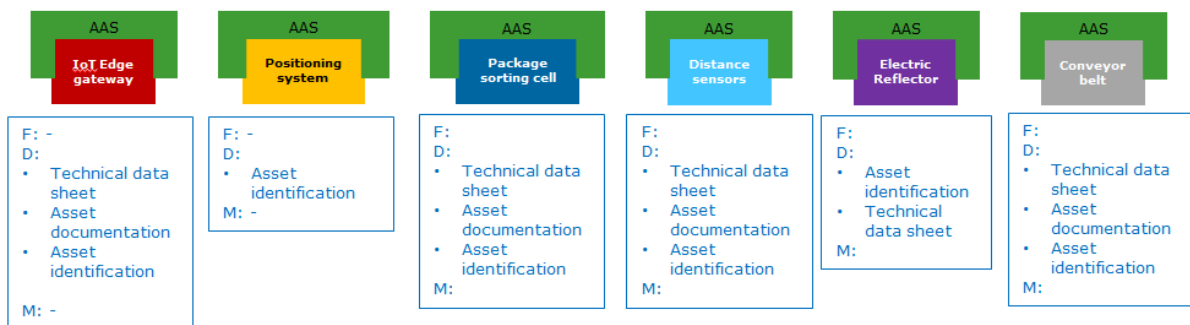 AAS
IoT Edge
gateway
F: -
D:
• Technical data
sheet
• Asset
documentation
• Asset
identification
M: -
AAS
Positioning
system
F: -
D:
• Asset
identification
M: -
AAS
Package
sorting cell
F:
D:
• Technical data
sheet
• Asset
documentation
• Asset
identification
M:
AAS
Distance
sensors
F:
D:
• Technical data
sheet
• Asset
documentation
• Asset
identification
M:
AAS
Electric
Reflector
F:
D:
• Asset
identification
• Technical
data sheet
M:
AAS
Conveyor
belt
F:
D:
• Technical data
sheet
• Asset
documentation
• Asset
identification
M: